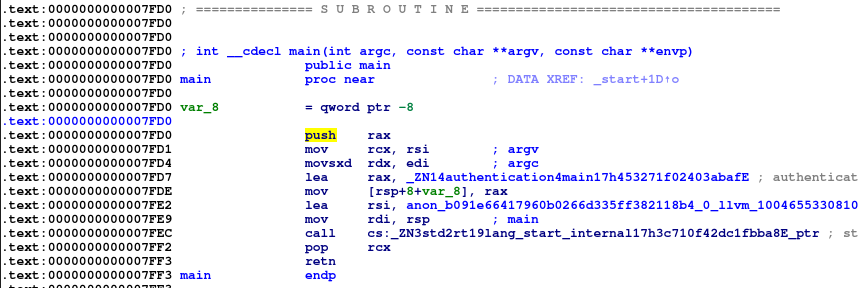 .text:0000000000007FD0 ; =============== S U B R O U T I N E =======================================
.text:0000000000007FD0
.text:0000000000007FD0
.text:0000000000007FD0 ; int __cdecl main(int argc, const char **argv, const char **envp)
.text:0000000000007FD0 public main
.text:0000000000007FD0 main proc near ; DATA XREF: _start+1D↑o
.text:0000000000007FD0
.text:0000000000007FD0 var_8 = qword ptr -8
.text:0000000000007FD0
.text:0000000000007FD0 push rax
.text:0000000000007FD1 mov rcx, rsi ; argv
.text:0000000000007FD4 movsxd rdx, edi ; argc
.text:0000000000007FD7 lea rax, _ZN14authentication4main17h453271f02403abafE ; authenticat
.text:0000000000007FDE mov [rsp+8+var_8], rax
.text:0000000000007FE2 lea rsi, anon_b091e66417960b0266d335ff382118b4_0_llvm_1004655330810
.text:0000000000007FE9 mov rdi, rsp ; main
.text:0000000000007FEC call cs:_ZN3std2rt19lang_start_internal17h3c710f42dc1fbba8E_ptr ; st
.text:0000000000007FF2 pop rcx
.text:0000000000007FF3 retn
.text:0000000000007FF3 main endp